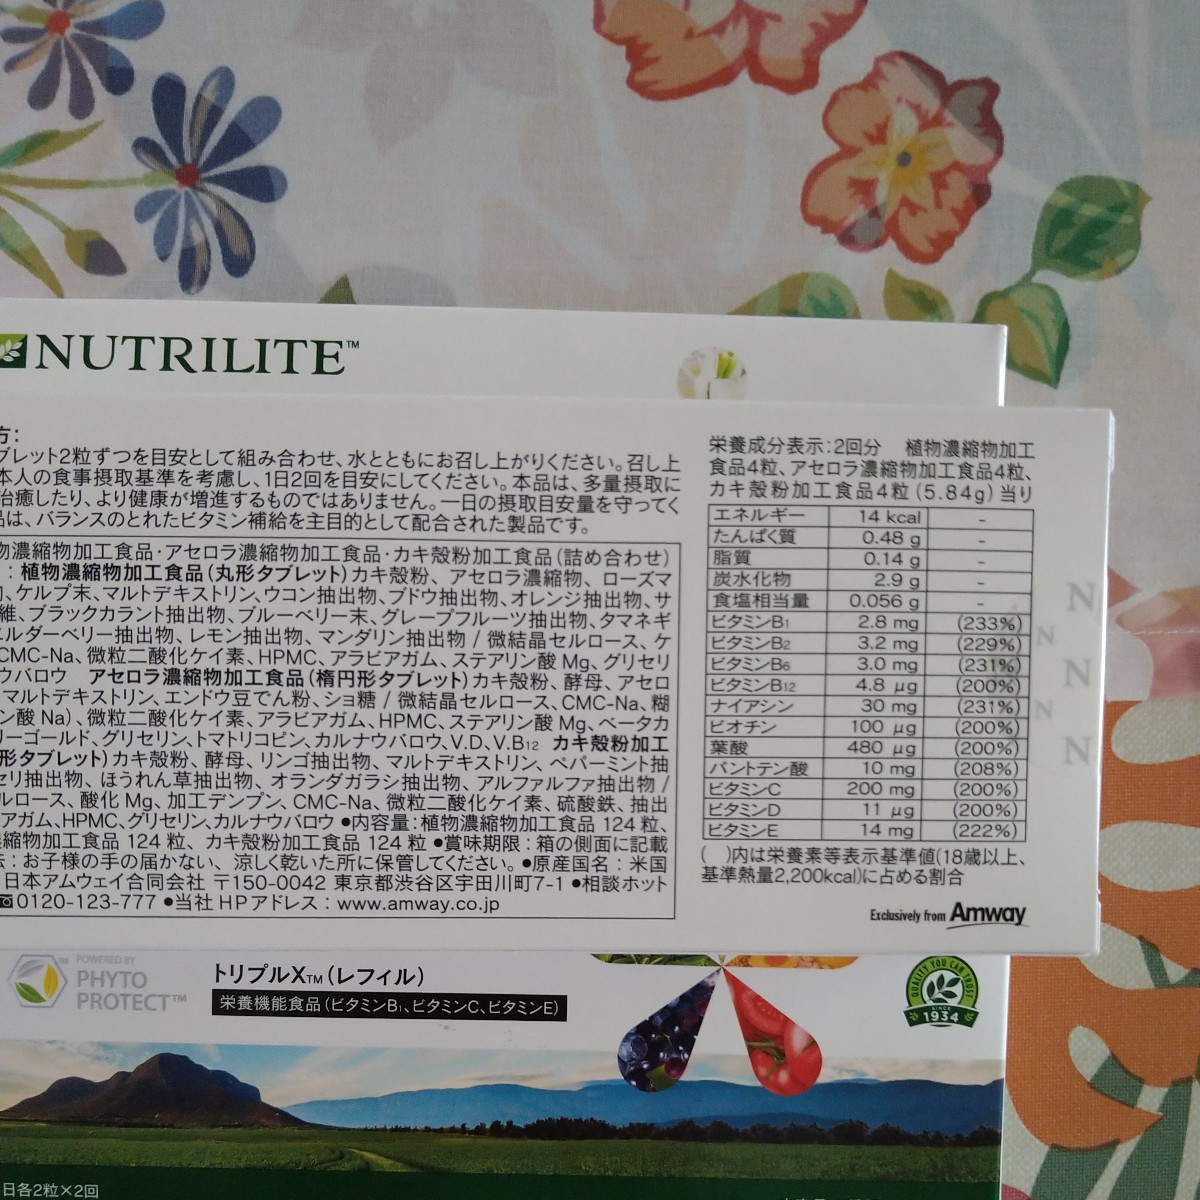 NUTRILITE™
方:
ブレット2粒ずつを目安として組み合わせ、水とともにお召し上がりください。召し上
本人の食事摂取基準を考慮し、1日2回を目安にしてください。本品は、多量摂取に
治癒したり、より健康が増進するものではありません。一日の摂取目安量を守ってく
品は、バランスのとれたビタミン補給を主目的として配合された製品です。
物濃縮物加工食品・アセロラ濃縮物加工食品・カキ殻粉加工食品(詰め合わせ)
:植物濃縮物加工食品(丸形タブレット)カキ殻粉、アセロラ濃縮物、ローズマ
、ケルプ末、マルトデキストリン、ウコン抽出物、ブドウ抽出物、オレンジ抽出物、サ
維、ブラックカラント抽出物、ブルーベリー末、グレープフルーツ抽出物、タマネギ
エルダーベリー抽出物、レモン抽出物、マンダリン抽出物/微結晶セルロース、ケ
CMC-Na、微粒二酸化ケイ素、HPMC、アラビアガム、ステアリン酸Mg、グリセリ
ウバロウ アセロラ濃縮物加工食品(楕円形タブレット)カキ殻粉、酵母、アセロ
マルトデキストリン、エンドウ豆でん粉、ショ糖/微結晶セルロース、CMC-Na、糊
ン酸Na)、微粒二酸化ケイ素、アラビアガム、HPMC、ステアリン酸Mg、ベータカ
リーゴールド、グリセリン、トマトリコピン、カルナウバロウ、V.D、V.B12 カキ殻粉加工
形タブレット)カキ殻粉、酵母、リンゴ抽出物、マルトデキストリン、ペパーミント抽
セリ抽出物、ほうれん草抽出物、オランダガラシ抽出物、アルファルファ抽出物/
ルロース、酸化Mg、加工デンプン、CMC-Na、微粒二酸化ケイ素、硫酸鉄、抽出
アガム、HPMC、グリセリン、カルナウバロウ ●内容量:植物濃縮物加工食品 124粒、
縮物加工食品 124粒、カキ殻粉加工食品 124粒 ●賞味期限:箱の側面に記載
法:お子様の手の届かない、涼しく乾いた所に保管してください。●原産国名:米国
日本アムウェイ合同会社 〒150-0042 東京都渋谷区宇田川町7-1 ●相談ホット
☎0120-123-777 ●当社HPアドレス:www.amway.co.jp
栄養成分表示:2回分 植物濃縮物加工
食品4粒、アセロラ濃縮物加工食品4粒、
カキ殻粉加工食品4粒(5.84g)当り
エネルギー 14 kcal -
たんぱく質 0.48 g -
脂質 0.14 g -
炭水化物 2.9 g -
食塩相当量 0.056 g -
ビタミンB1 2.8 mg (233%)
ビタミンB2 3.2 mg (229%)
ビタミンB6 3.0 mg (231%)
ビタミンB12 4.8 μg (200%)
ナイアシン 30 mg (231%)
ビオチン 100 μg (200%)
葉酸 480 μg (200%)
パントテン酸 10 mg (208%)
ビタミンC 200 mg (200%)
ビタミンD 11 μg (200%)
ビタミンE 14 mg (222%)
( )内は栄養素等表示基準値(18歳以上、
基準熱量2,200kcal)に占める割合
Exclusively from Amway
N
N
N
N
N
POWERED BY
PHYTO
PROTECT™
トリプルX™(レフィル)
栄養機能食品(ビタミンB1、ビタミンC、ビタミンE)
QUALITY YOU CAN TRUST
SINCE
1934
日各2粒×2回